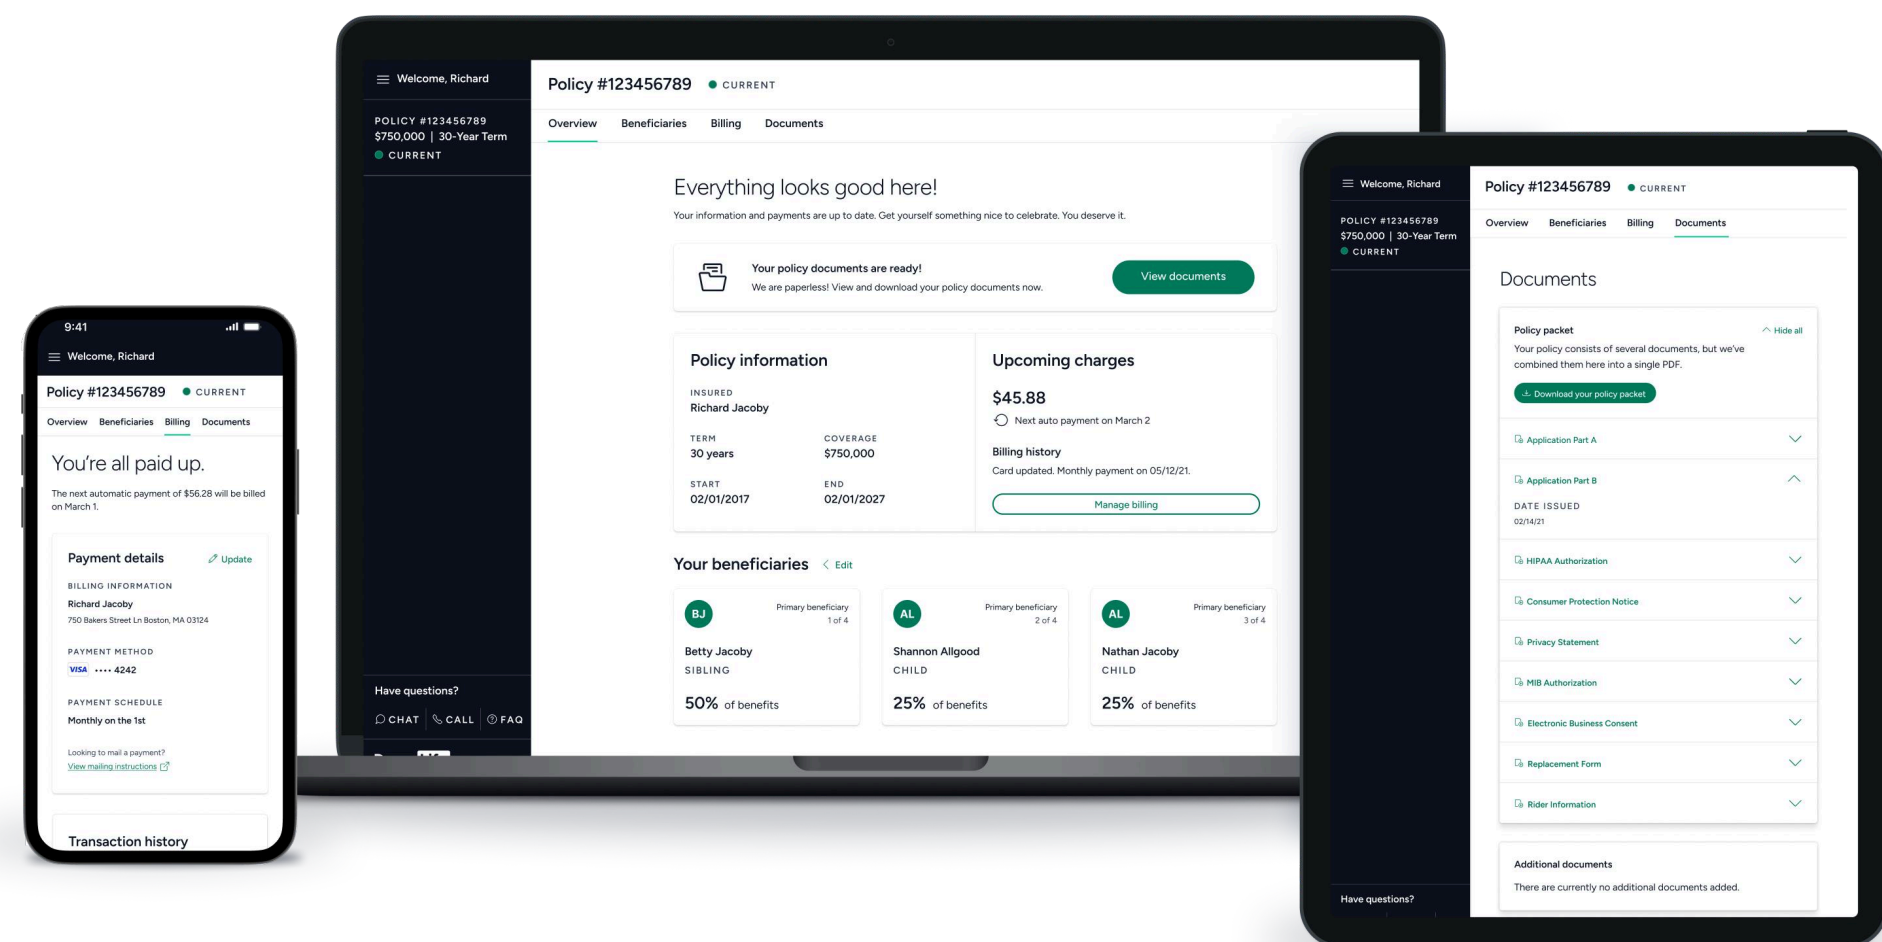 9:41
Welcome, Richard
Policy #123456789 CURRENT
Overview Beneficiaries Billing Documents
You're all paid up.
The next automatic payment of $56.28 will be billed
on March 1.
Payment details Update
BILLING INFORMATION
Richard Jacoby
750 Bakers Street Ln Boston, MA 03124
PAYMENT METHOD
VISA •••• 4242
PAYMENT SCHEDULE
Monthly on the 1st
Looking to mail a payment?
View mailing instructions
Transaction history
Welcome, Richard
POLICY #123456789
$750,000 | 30-Year Term
CURRENT
Have questions?
CHAT CALL FAQ
Policy #123456789 CURRENT
Overview Beneficiaries Billing Documents
Everything looks good here!
Your information and payments are up to date. Get yourself something nice to celebrate. You deserve it.
Your policy documents are ready!
We are paperless! View and download your policy documents now.
View documents
Policy information
INSURED
Richard Jacoby
TERM COVERAGE
30 years $750,000
START END
02/01/2017 02/01/2027
Upcoming charges
$45.88
Next auto payment on March 2
Billing history
Card updated. Monthly payment on 05/12/21.
Manage billing
Your beneficiaries Edit
BJ Primary beneficiary
1 of 4
Betty Jacoby
SIBLING
50% of benefits
AL Primary beneficiary
2 of 4
Shannon Allgood
CHILD
25% of benefits
AL Primary beneficiary
3 of 4
Nathan Jacoby
CHILD
25% of benefits
Welcome, Richard
POLICY #123456789
$750,000 | 30-Year Term
CURRENT
Have questions?
Policy #123456789 CURRENT
Overview Beneficiaries Billing Documents
Documents
Policy packet Hide all
Your policy consists of several documents, but we've
combined them here into a single PDF.
Download your policy packet
Application Part A
Application Part B
DATE ISSUED
02/14/21
HIPAA Authorization
Consumer Protection Notice
Privacy Statement
MIB Authorization
Electronic Business Consent
Replacement Form
Rider Information
Additional documents
There are currently no additional documents added.